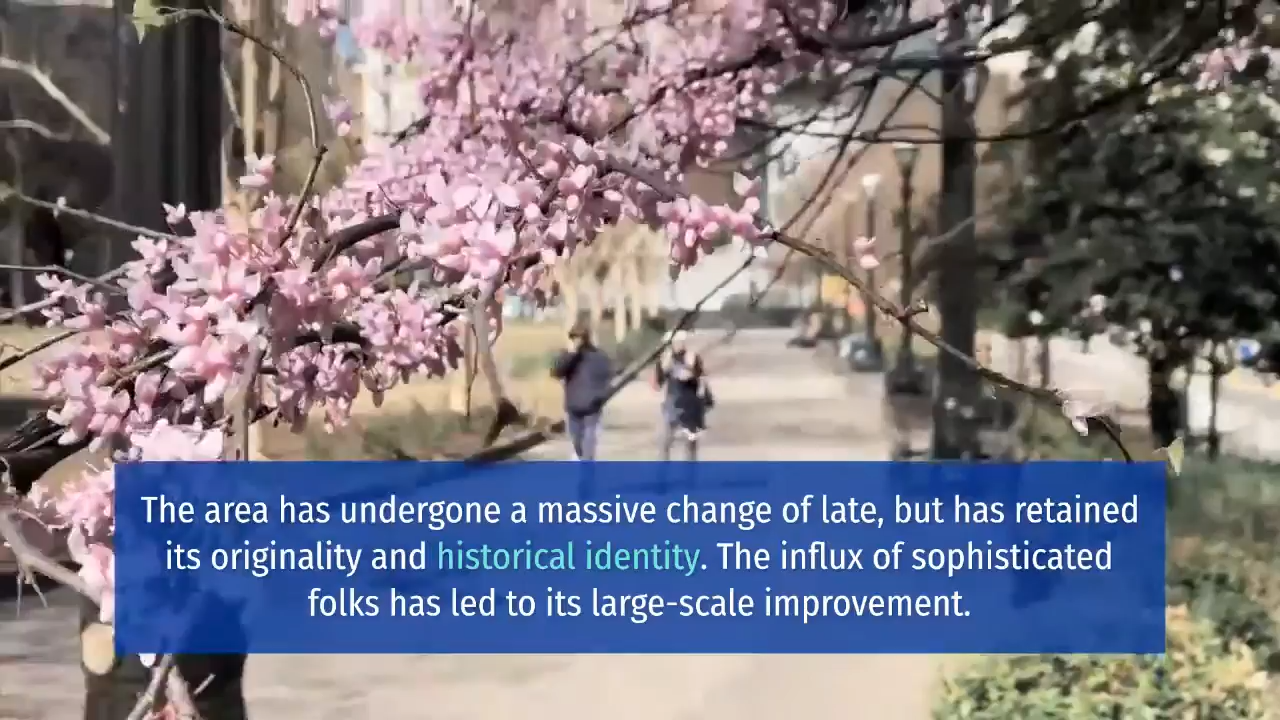 The area has undergone a massive change of late, but has retained
its originality and historical identity. The influx of sophisticated
folks has led to its large-scale improvement.